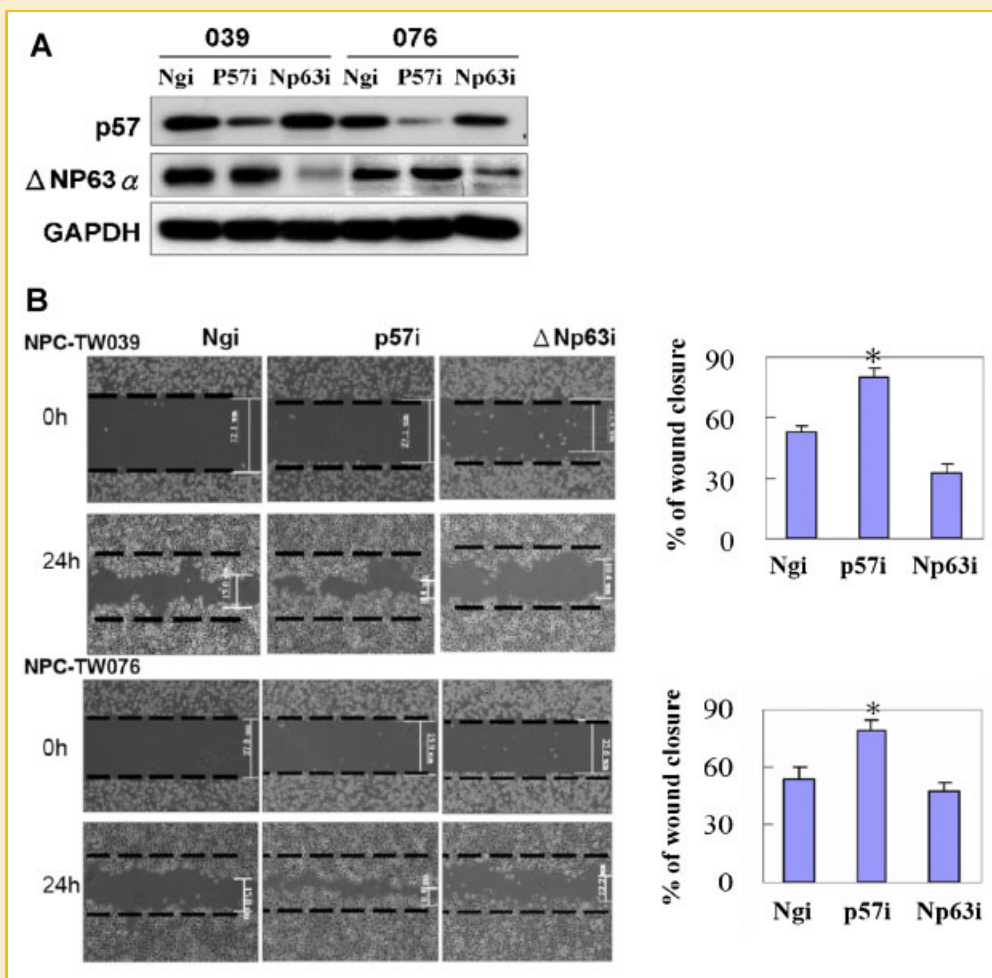 A
039 076
Ngi P57i Np63i Ngi P57i Np63i
p57
Δ NP63 α
GAPDH
B
NPC-TW039 Ngi p57i Δ Np63i
0h
24h
NPC-TW076
0h
24h
% of wound closure
90
60
30
0
*
Ngi p57i Np63i
% of wound closure
90
60
30
0
*
Ngi p57i Np63i